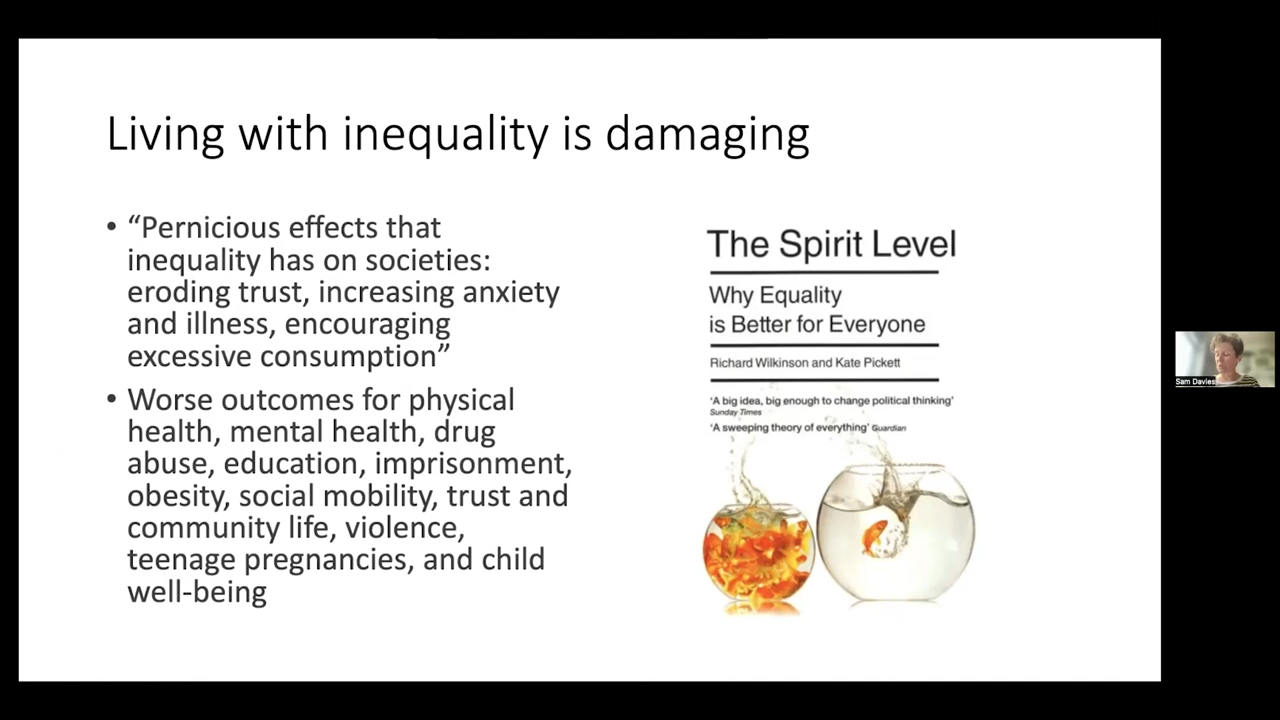 Living with inequality is damaging
• “Pernicious effects that
inequality has on societies:
eroding trust, increasing anxiety
and illness, encouraging
excessive consumption”
• Worse outcomes for physical
health, mental health, drug
abuse, education, imprisonment,
obesity, social mobility, trust and
community life, violence,
teenage pregnancies, and child
well-being
The Spirit Level
Why Equality
is Better for Everyone
Richard Wilkinson and Kate Pickett
‘A big idea, big enough to change political thinking’
Sunday Times
‘A sweeping theory of everything’ Guardian
Sam Davies